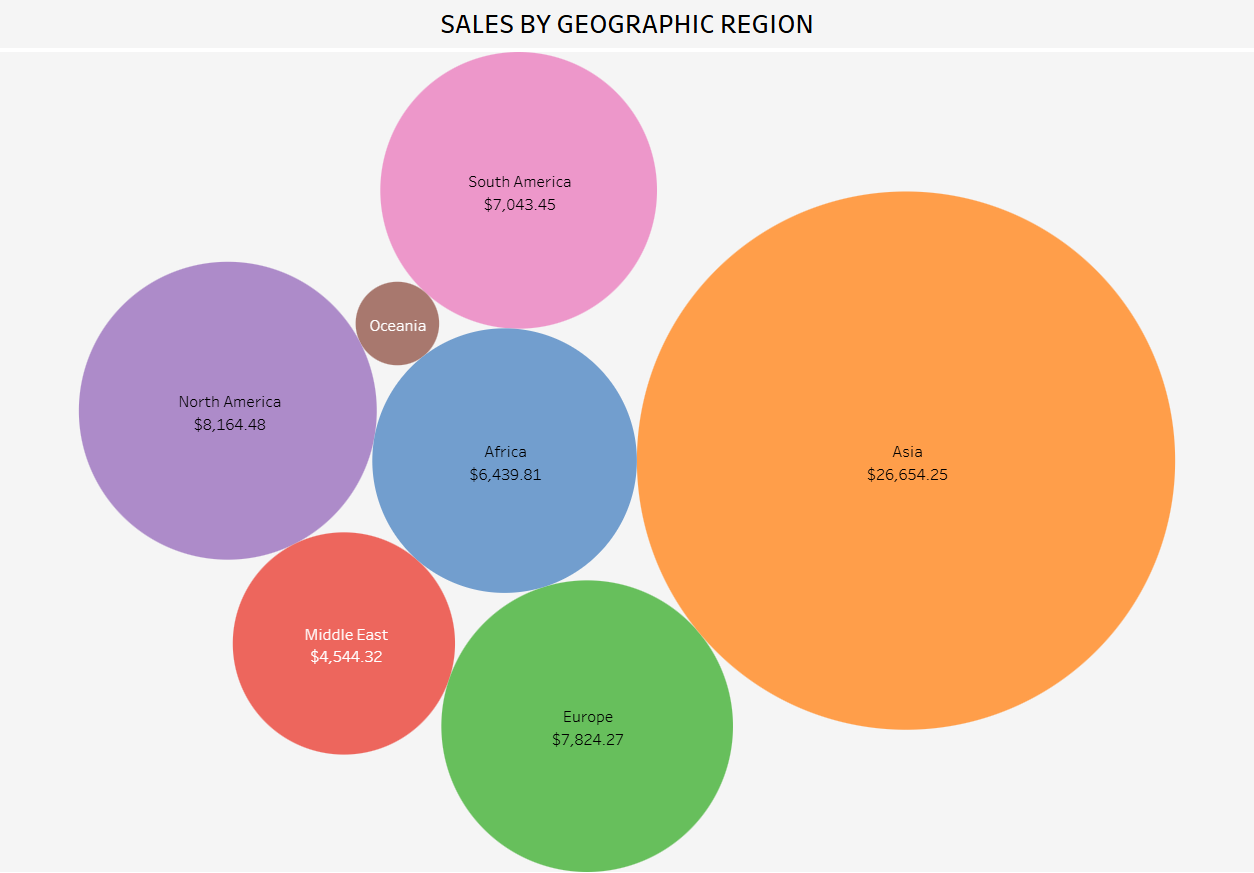 SALES BY GEOGRAPHIC REGION
South America
$7,043.45
Oceania
North America
$8,164.48
Africa
$6,439.81
Asia
$26,654.25
Middle East
$4,544.32
Europe
$7,824.27